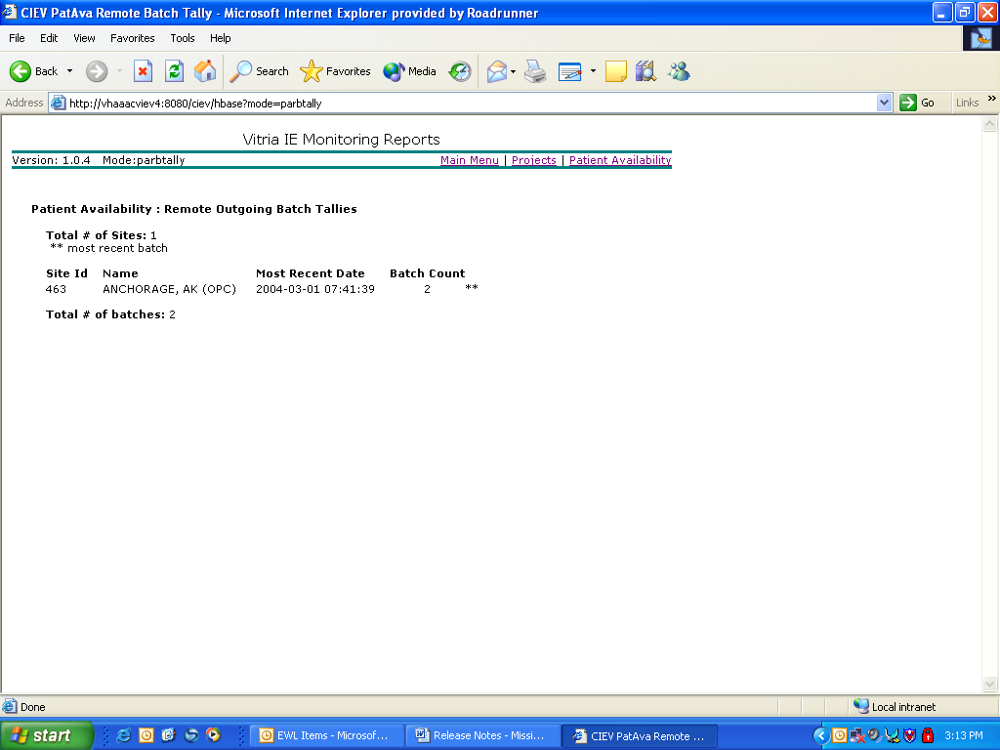 CIEV PatAva Remote Batch Tally - Microsoft Internet Explorer provided by Roadrunner
File Edit View Favorites Tools Help
Back Search Favorites Media
Address http://vhaaacviev4:8080/ciev/hbase?mode=parbtally Go Links »
Vitria IE Monitoring Reports
Version: 1.0.4 Mode:parbtally Main Menu | Projects | Patient Availability
Patient Availability : Remote Outgoing Batch Tallies
Total # of Sites: 1
** most recent batch
Site Id Name Most Recent Date Batch Count
463 ANCHORAGE, AK (OPC) 2004-03-01 07:41:39 2 **
Total # of batches: 2
Done Local intranet
start EWL Items - Microsof... Release Notes - Missi... CIEV PatAva Remote ... 3:13 PM